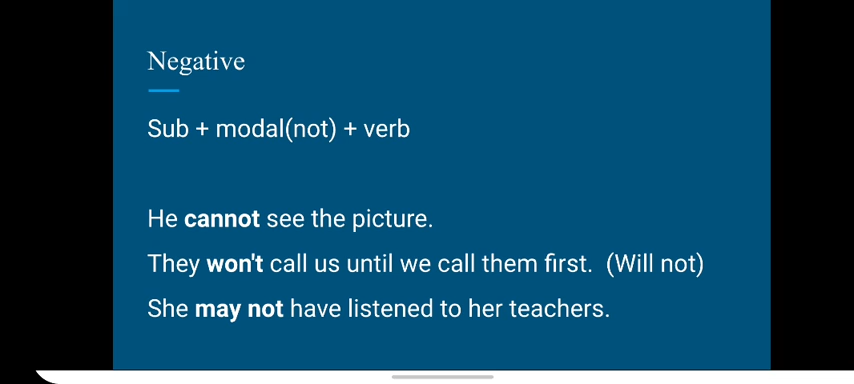 Negative
Sub + modal(not) + verb
He cannot see the picture.
They won't call us until we call them first. (Will not)
She may not have listened to her teachers.